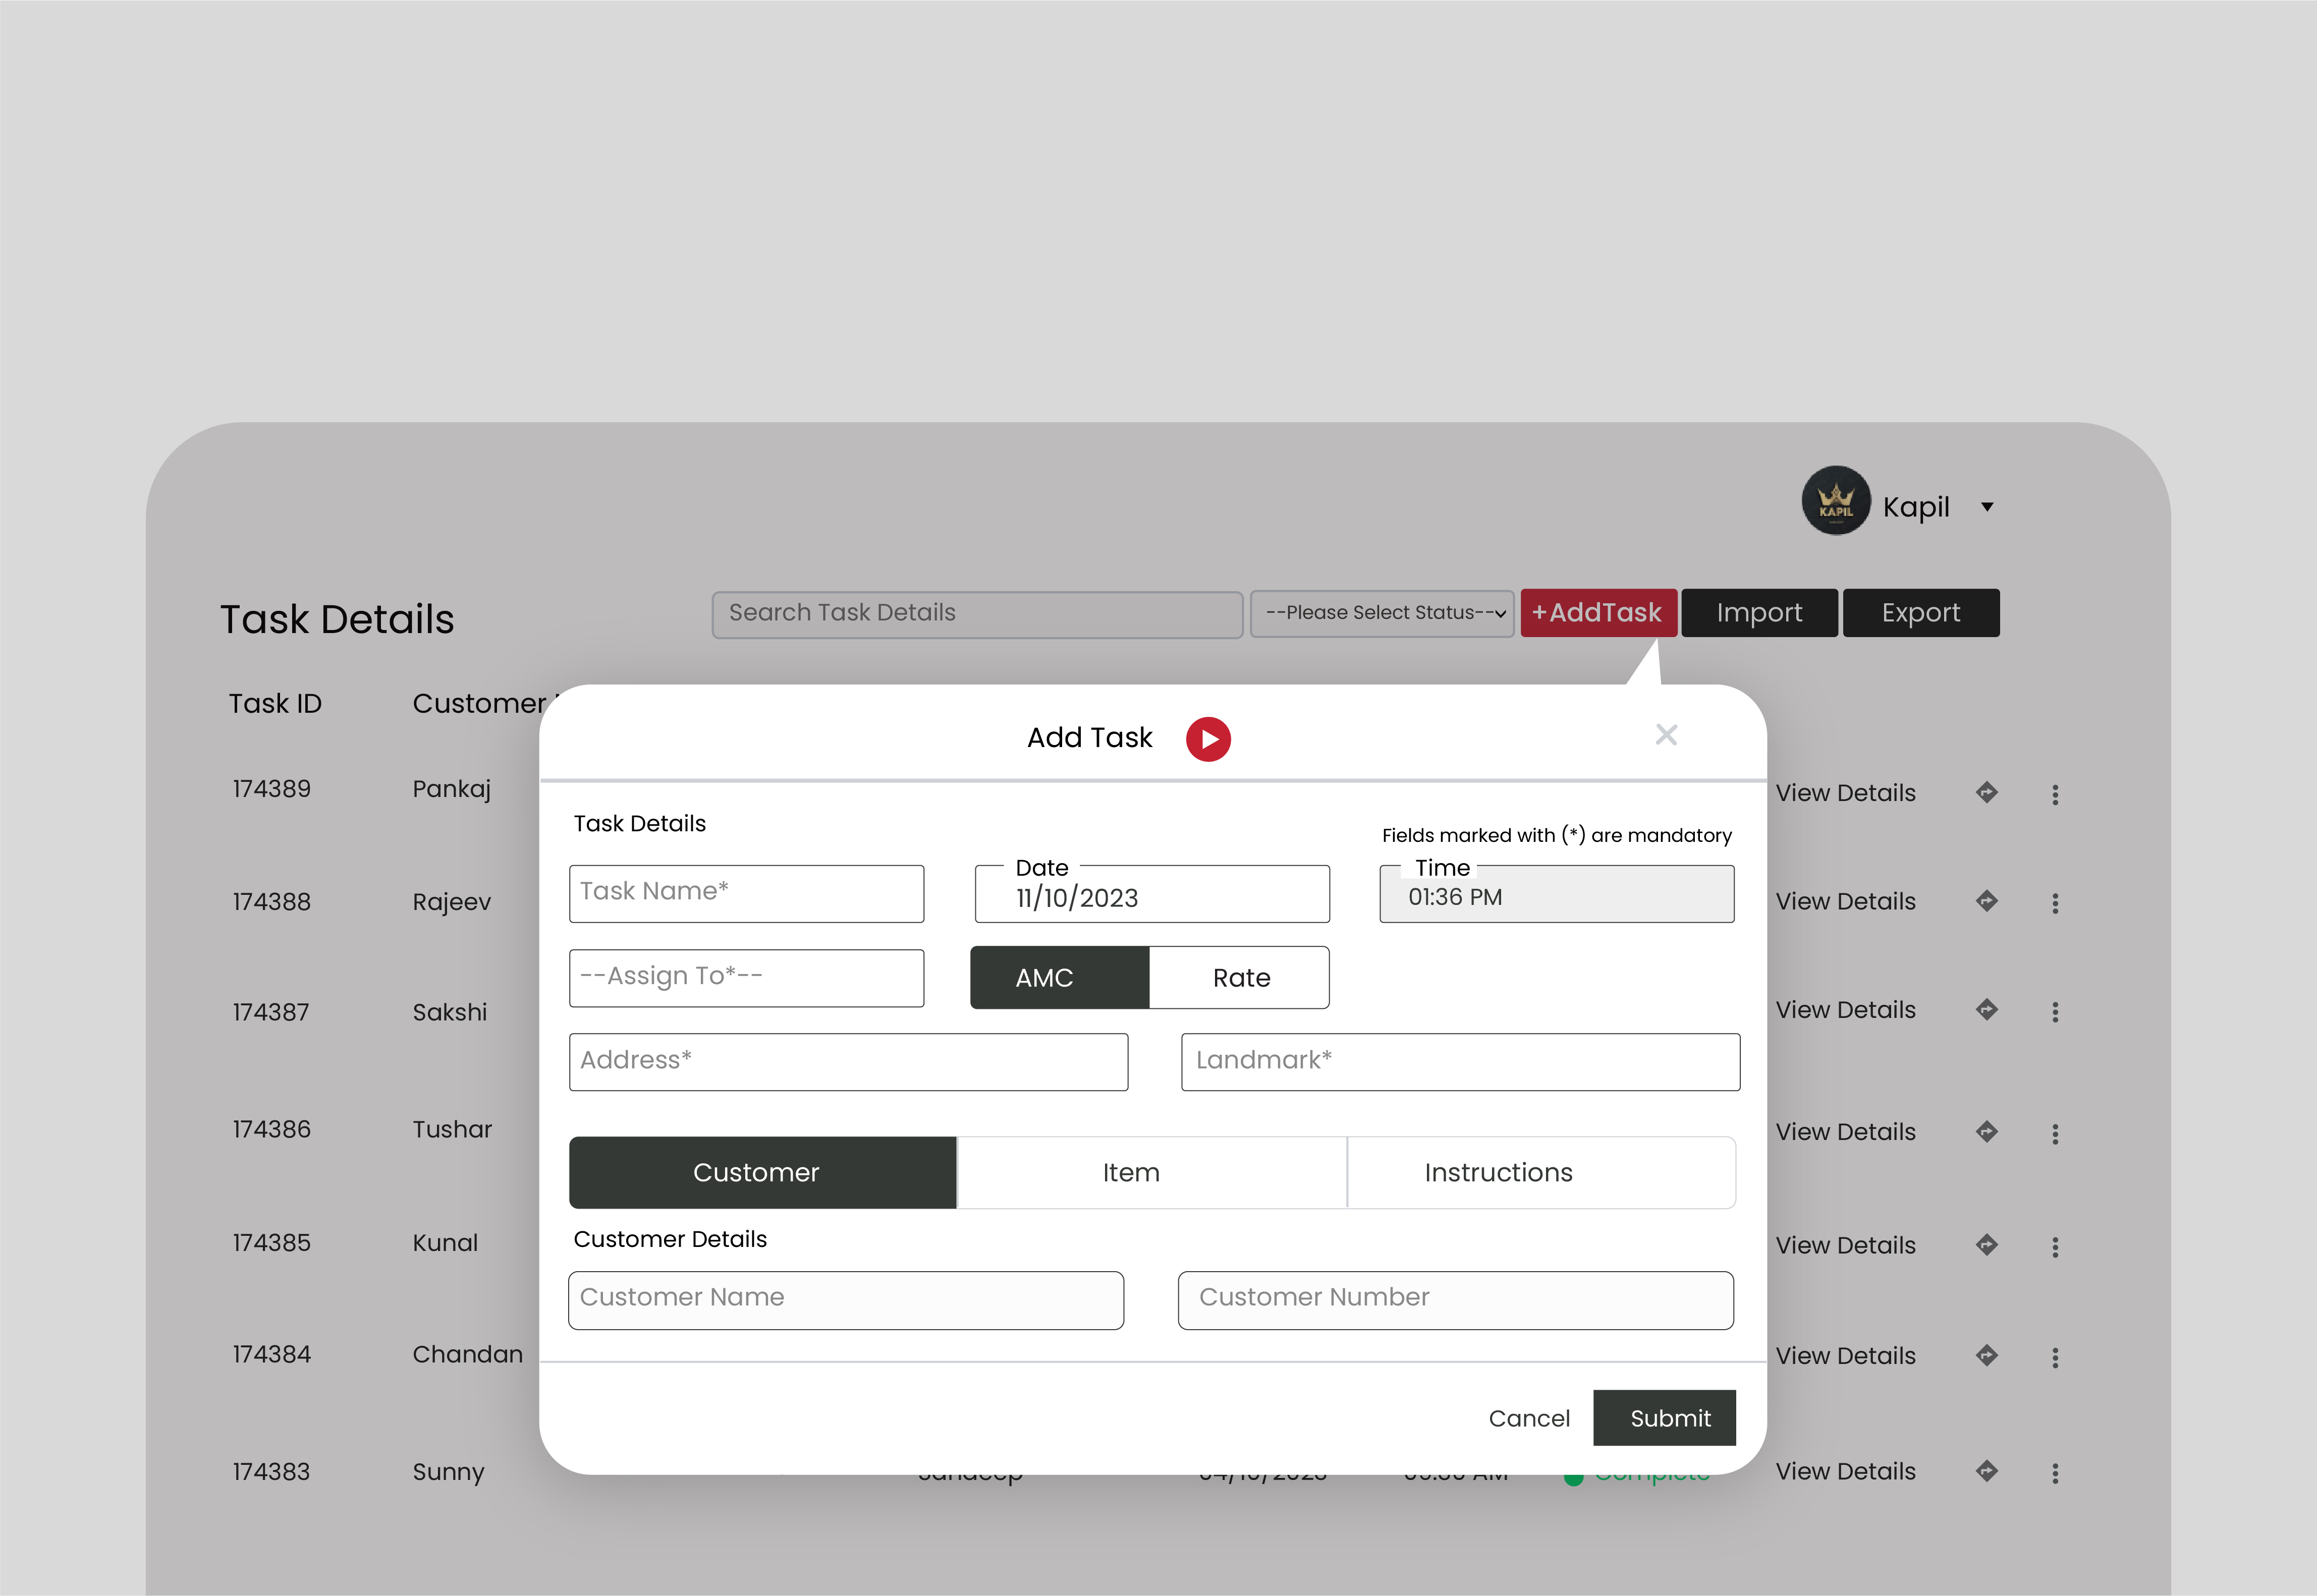 KAPIL
Kapil
Task Details
Search Task Details
--Please Select Status--
+AddTask
Import
Export
Task ID
Customer
Add Task
174389
Pankaj
View Details
Task Details
Fields marked with (*) are mandatory
Task Name*
Date
11/10/2023
Time
01:36 PM
174388
Rajeev
View Details
--Assign To*--
AMC
Rate
174387
Sakshi
View Details
Address*
Landmark*
174386
Tushar
View Details
Customer
Item
Instructions
174385
Kunal
View Details
Customer Details
Customer Name
Customer Number
174384
Chandan
View Details
Cancel
Submit
174383
Sunny
Sandeep
Complete
View Details